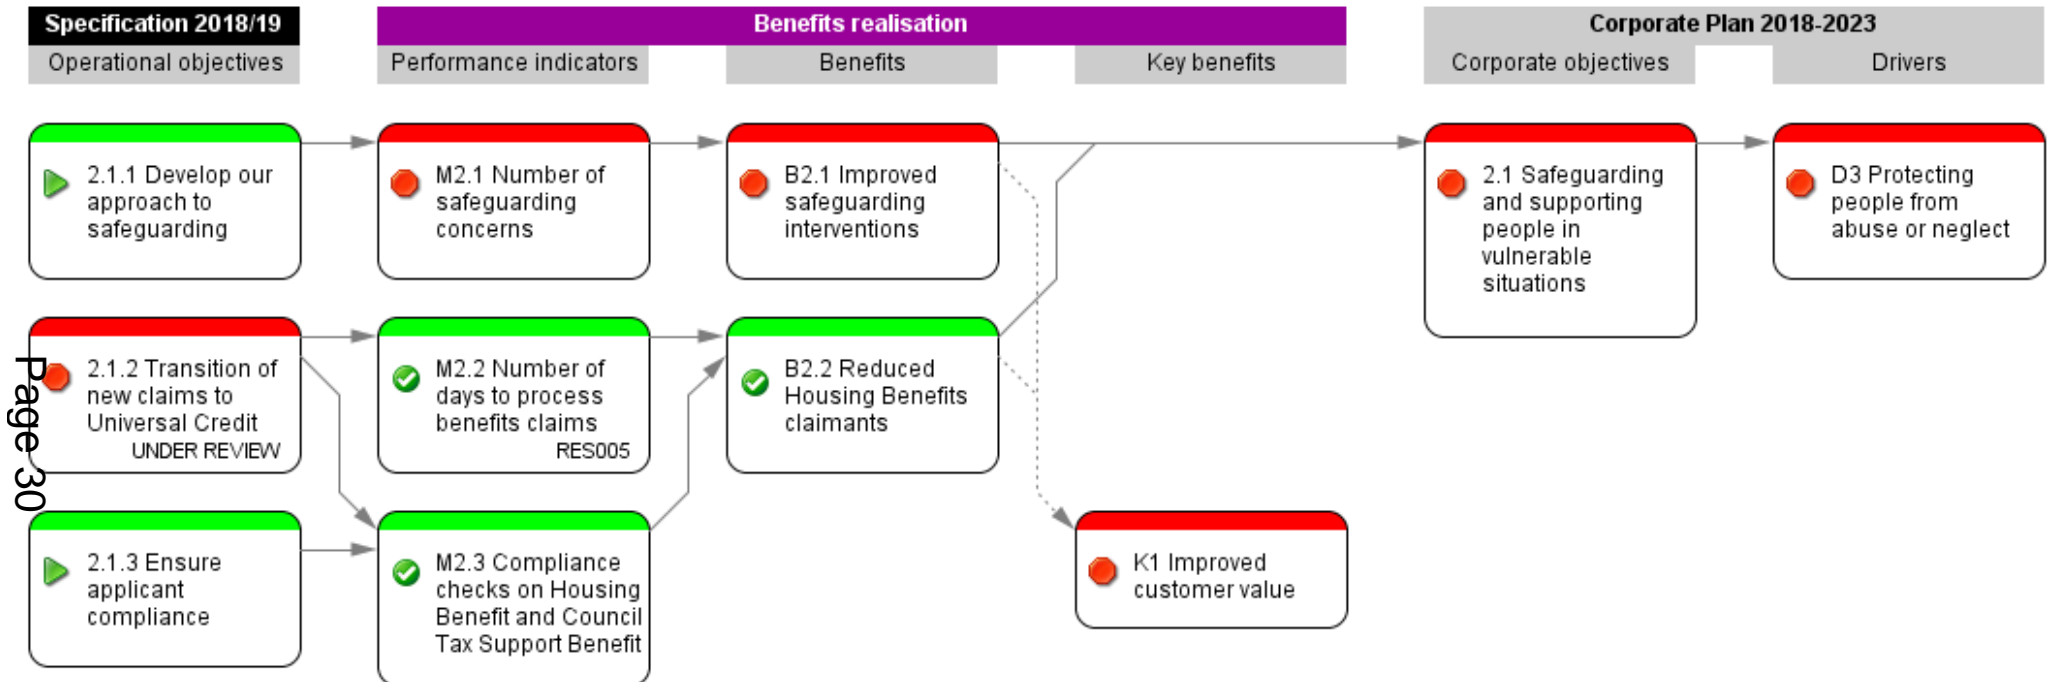 Specification 2018/19
Benefits realisation
Corporate Plan 2018-2023
Operational objectives
Performance indicators
Benefits
Key benefits
Corporate objectives
Drivers
2.1.1 Develop our
approach to
safeguarding
M2.1 Number of
safeguarding
concerns
B2.1 Improved
safeguarding
interventions
2.1 Safeguarding
and supporting
people in
vulnerable
situations
D3 Protecting
people from
abuse or neglect
2.1.2 Transition of
new claims to
Universal Credit
UNDER REVIEW
M2.2 Number of
days to process
benefits claims
RES005
B2.2 Reduced
Housing Benefits
claimants
2.1.3 Ensure
applicant
compliance
M2.3 Compliance
checks on Housing
Benefit and Council
Tax Support Benefit
K1 Improved
customer value
Page 30